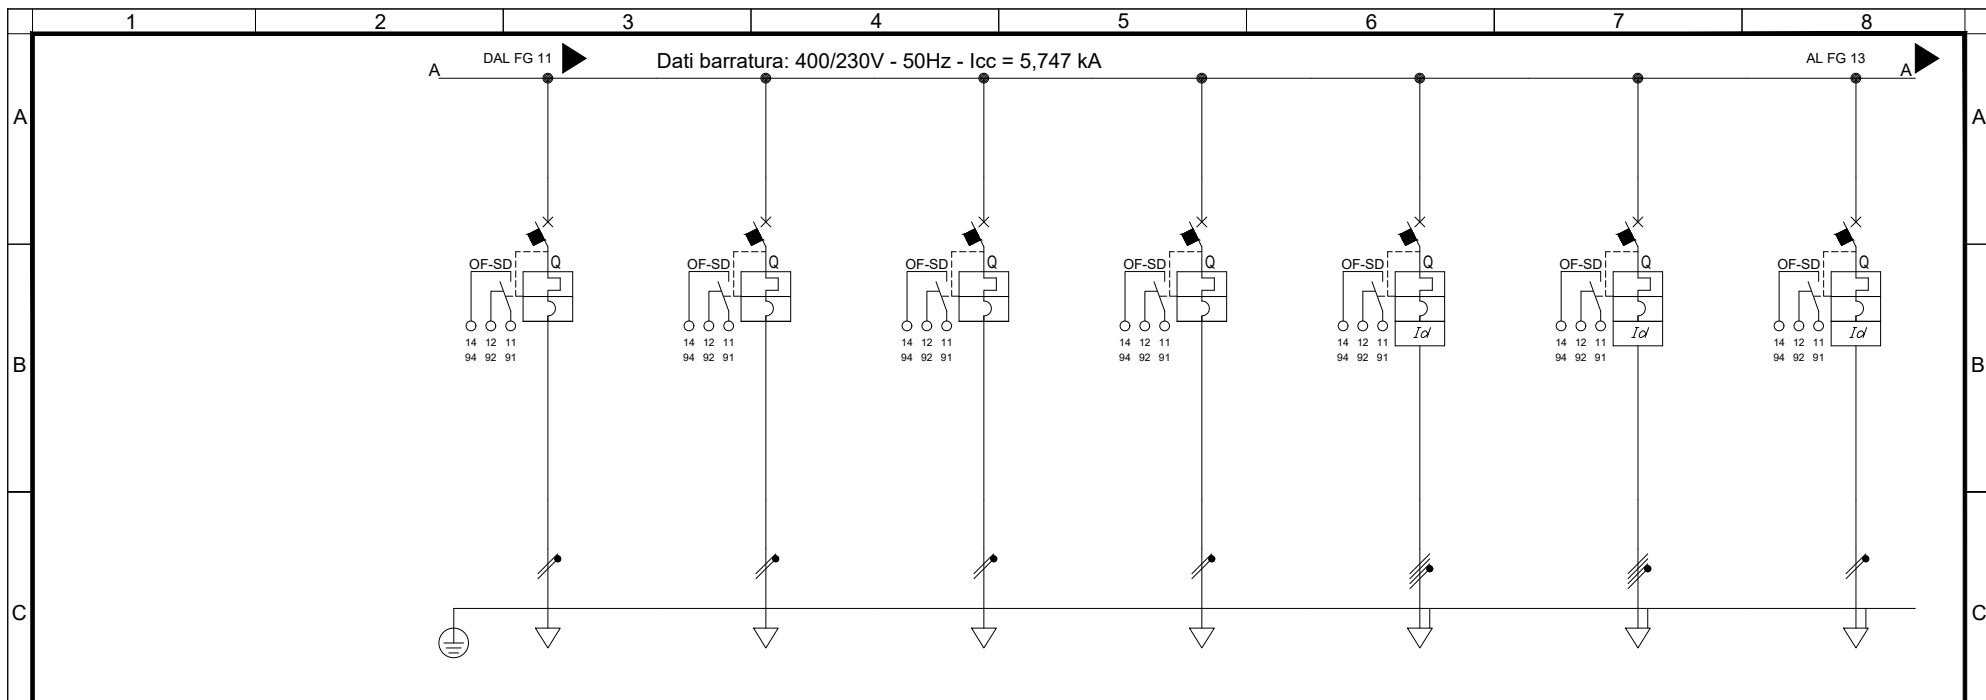 1 2 3 4 5 6 7 8
DAL FG 11 Dati barratura: 400/230V - 50Hz - Icc = 5,747 kA AL FG 13
A A
A A
OF-SD Q OF-SD Q OF-SD Q OF-SD Q OF-SD Q OF-SD Q OF-SD Q
Id Id Id
14 12 11 14 12 11 14 12 11 14 12 11 14 12 11 14 12 11 14 12 11
94 92 91 94 92 91 94 92 91 94 92 91 94 92 91 94 92 91 94 92 91
B B
C C